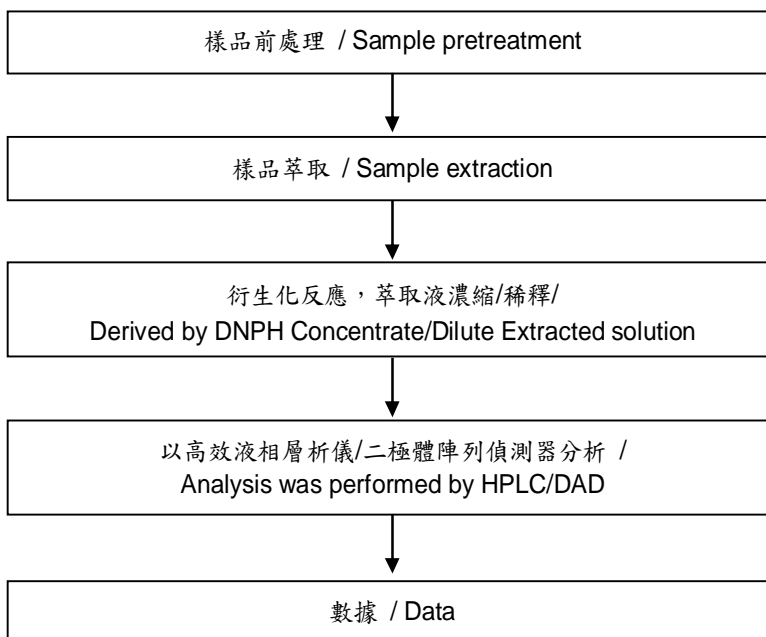 樣品前處理 / Sample pretreatment
樣品萃取 / Sample extraction
衍生化反應，萃取液濃縮/稀釋/
Derived by DNPH Concentrate/Dilute Extracted solution
以高效液相層析儀/二極體陣列偵測器分析 /
Analysis was performed by HPLC/DAD
數據 / Data